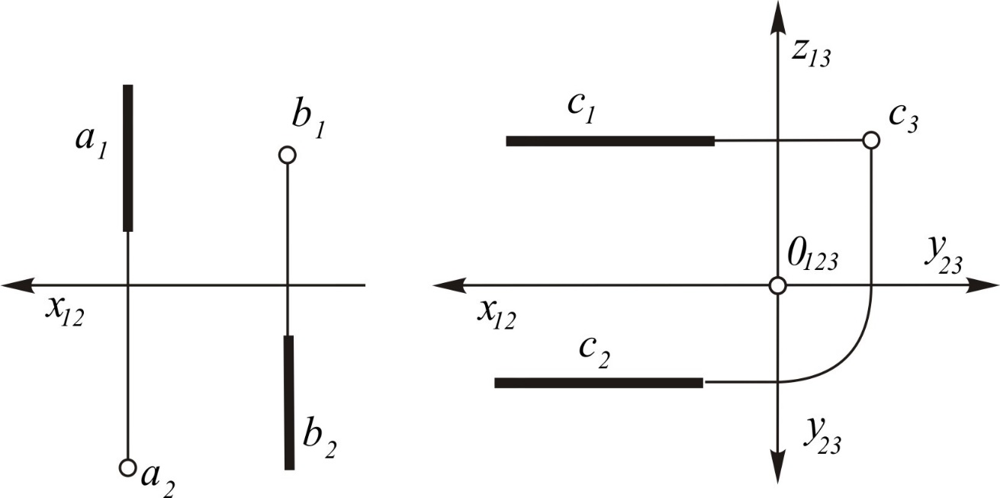 z₁₃
c₁
c₃
b₁
a₁
0₁₂₃
y₂₃
x₁₂
x₁₂
c₂
b₂
y₂₃
a₂